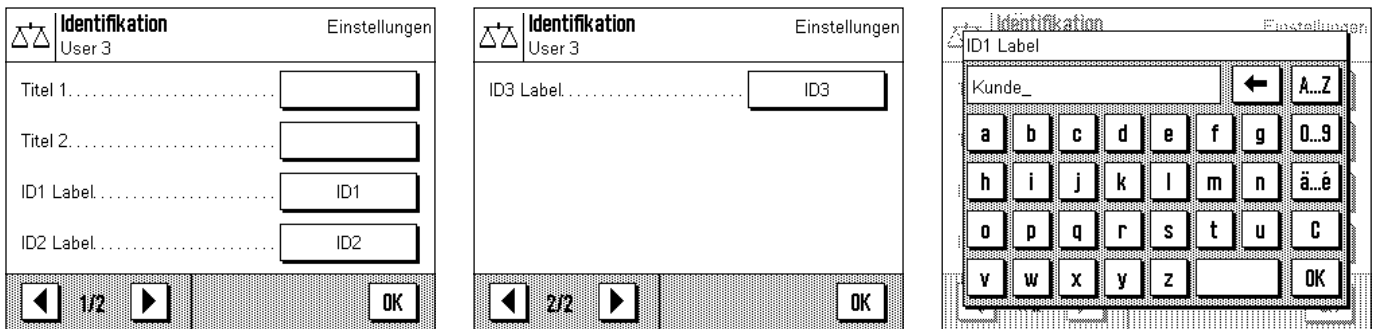 Identifikation
Einstellungen
User 3
Titel 1
Titel 2
ID1 Label ID1
ID2 Label ID2
1/2 OK
Identifikation
Einstellungen
User 3
ID3 Label ID3
2/2 OK
Identifikation
Einstellungen
ID1 Label
Kunde_ A...Z
a b c d e f g 0...9
h i j k l m n ä...é
o p q r s t u C
v w x y z OK